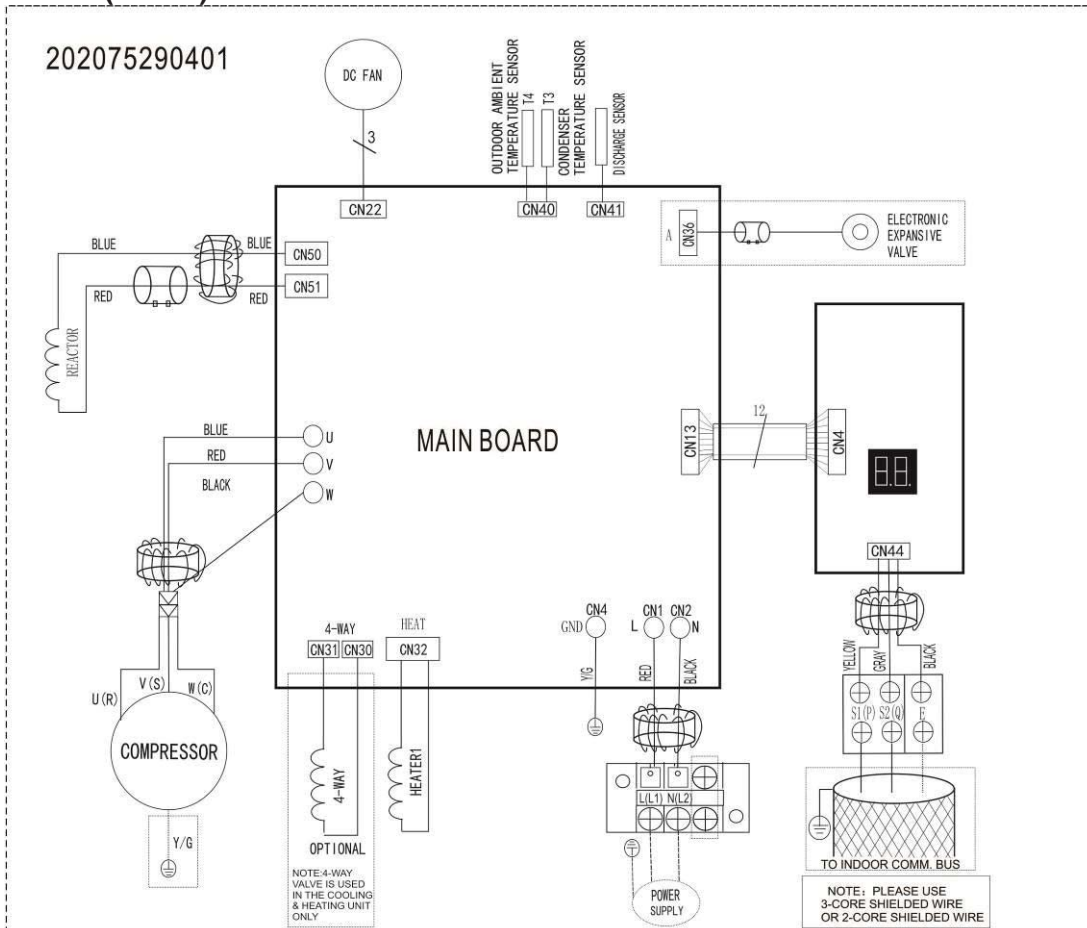 202075290401
DC FAN
3
OUTDOOR AMBIENT
TEMPERATURE SENSOR
T4
T3
CONDENSER
TEMPERATURE SENSOR
DISCHARGE SENSOR
CN22
CN40
CN41
A
CN36
ELECTRONIC
EXPANSIVE
VALVE
BLUE
BLUE
CN50
RED
RED
CN51
REACTOR
BLUE
U
RED
V
BLACK
W
MAIN BOARD
CN13
12
CN4
8.8.
CN44
YELLOW
GRAY
BLACK
S1(P)
S2(Q)
E
TO INDOOR COMM. BUS
NOTE: PLEASE USE
3-CORE SHIELDED WIRE
OR 2-CORE SHIELDED WIRE
4-WAY
CN31
CN30
HEAT
CN32
4-WAY
HEATER1
OPTIONAL
NOTE:4-WAY
VALVE IS USED
IN THE COOLING
& HEATING UNIT
ONLY
CN4
GND
CN1
L
CN2
N
Y/G
RED
BLACK
L(L1)
N(L2)
POWER
SUPPLY
U(R)
V(S)
W(C)
COMPRESSOR
Y/G